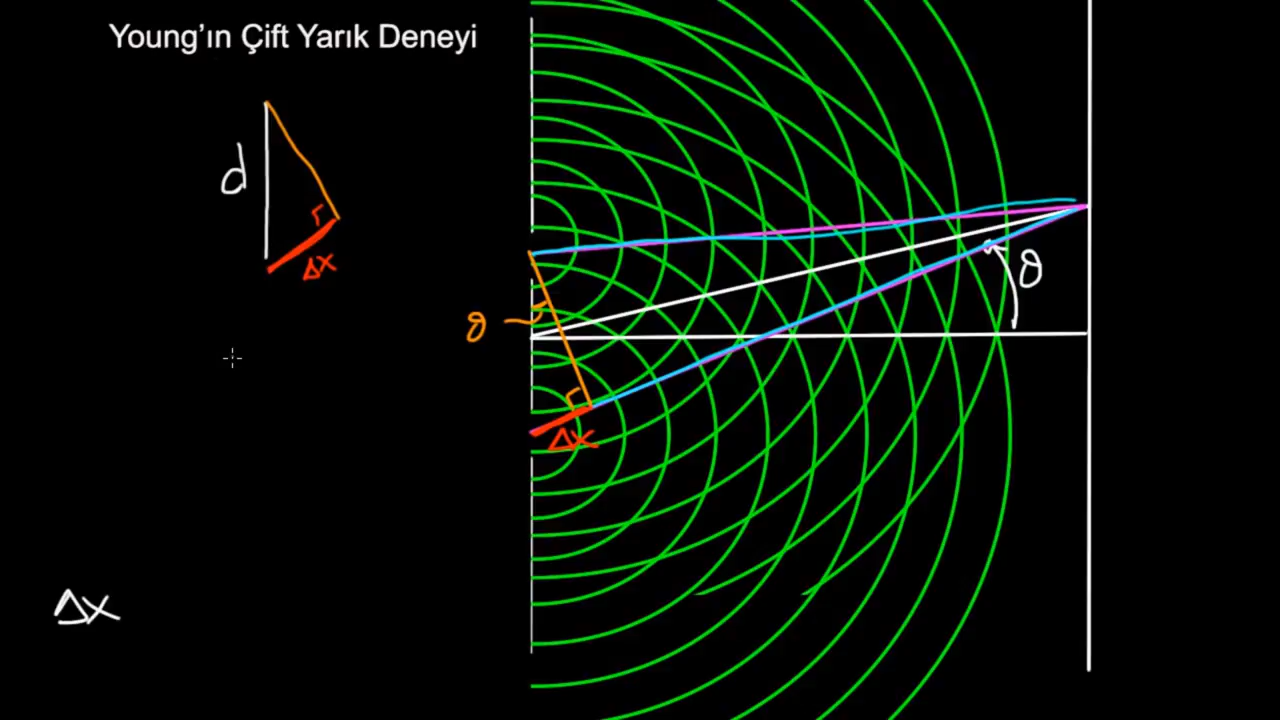 Young'ın Çift Yarık Deneyi
d
Δx
θ
θ
Δx
Δx